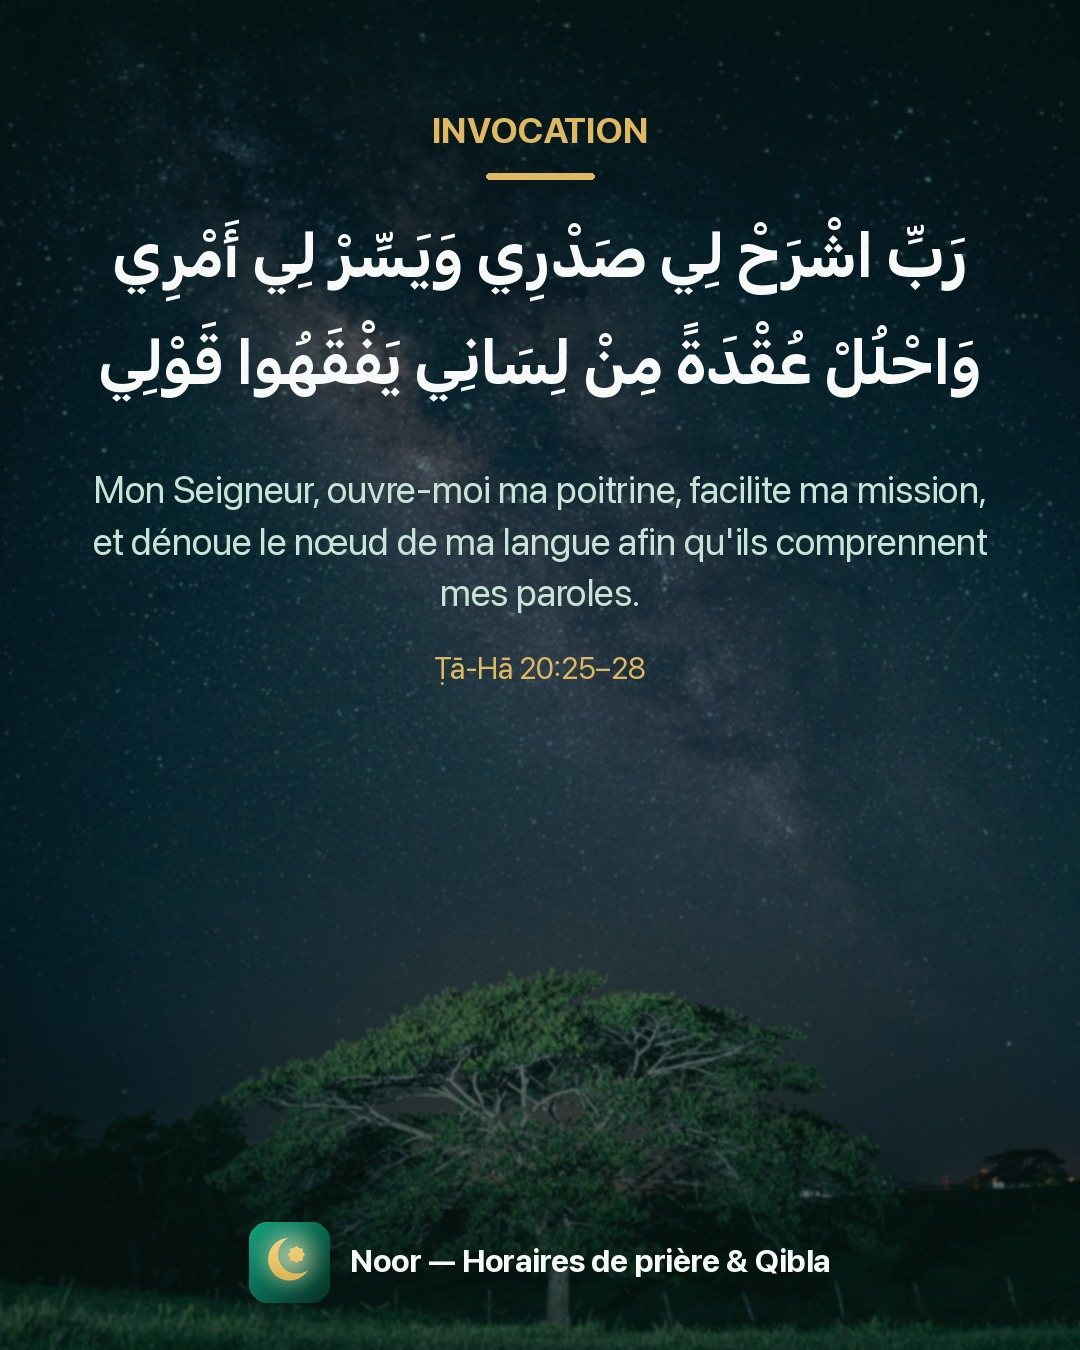 INVOCATION
رَبِّ اشْرَحْ لِي صَدْرِي وَيَسِّرْ لِي أَمْرِي
وَاحْلُلْ عُقْدَةً مِنْ لِسَانِي يَفْقَهُوا قَوْلِي
Mon Seigneur, ouvre-moi ma poitrine, facilite ma mission,
et dénoue le nœud de ma langue afin qu'ils comprennent
mes paroles.
Ṭā-Hā 20:25–28
Noor — Horaires de prière & Qibla